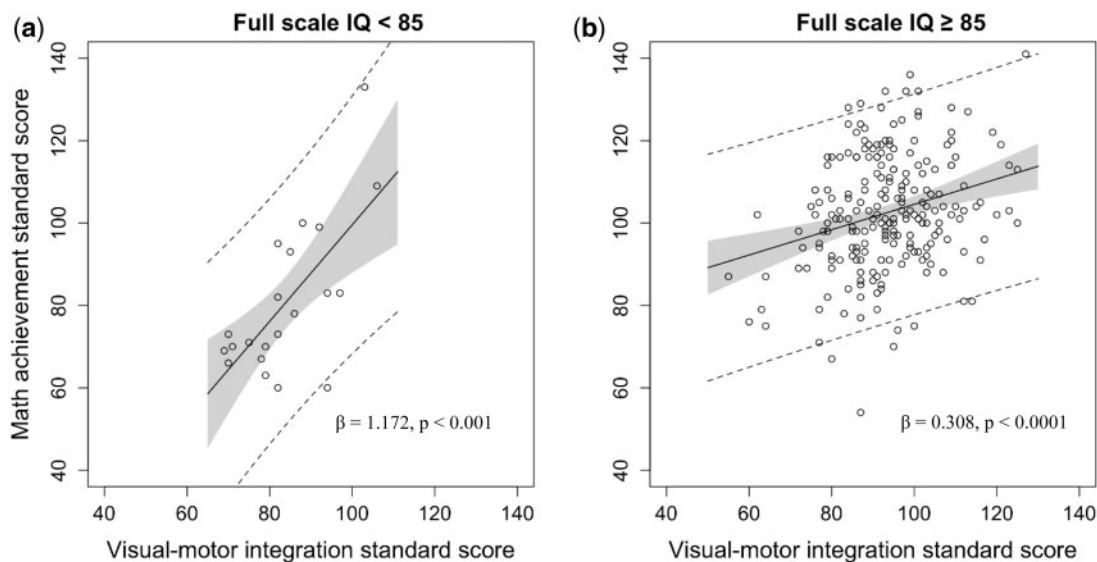 (a) Full scale IQ < 85
(b) Full scale IQ ≥ 85
Math achievement standard score
140
120
100
80
60
40
β = 1.172, p < 0.001
40 60 80 100 120 140
Visual-motor integration standard score
140
120
100
80
60
40
β = 0.308, p < 0.0001
40 60 80 100 120 140
Visual-motor integration standard score